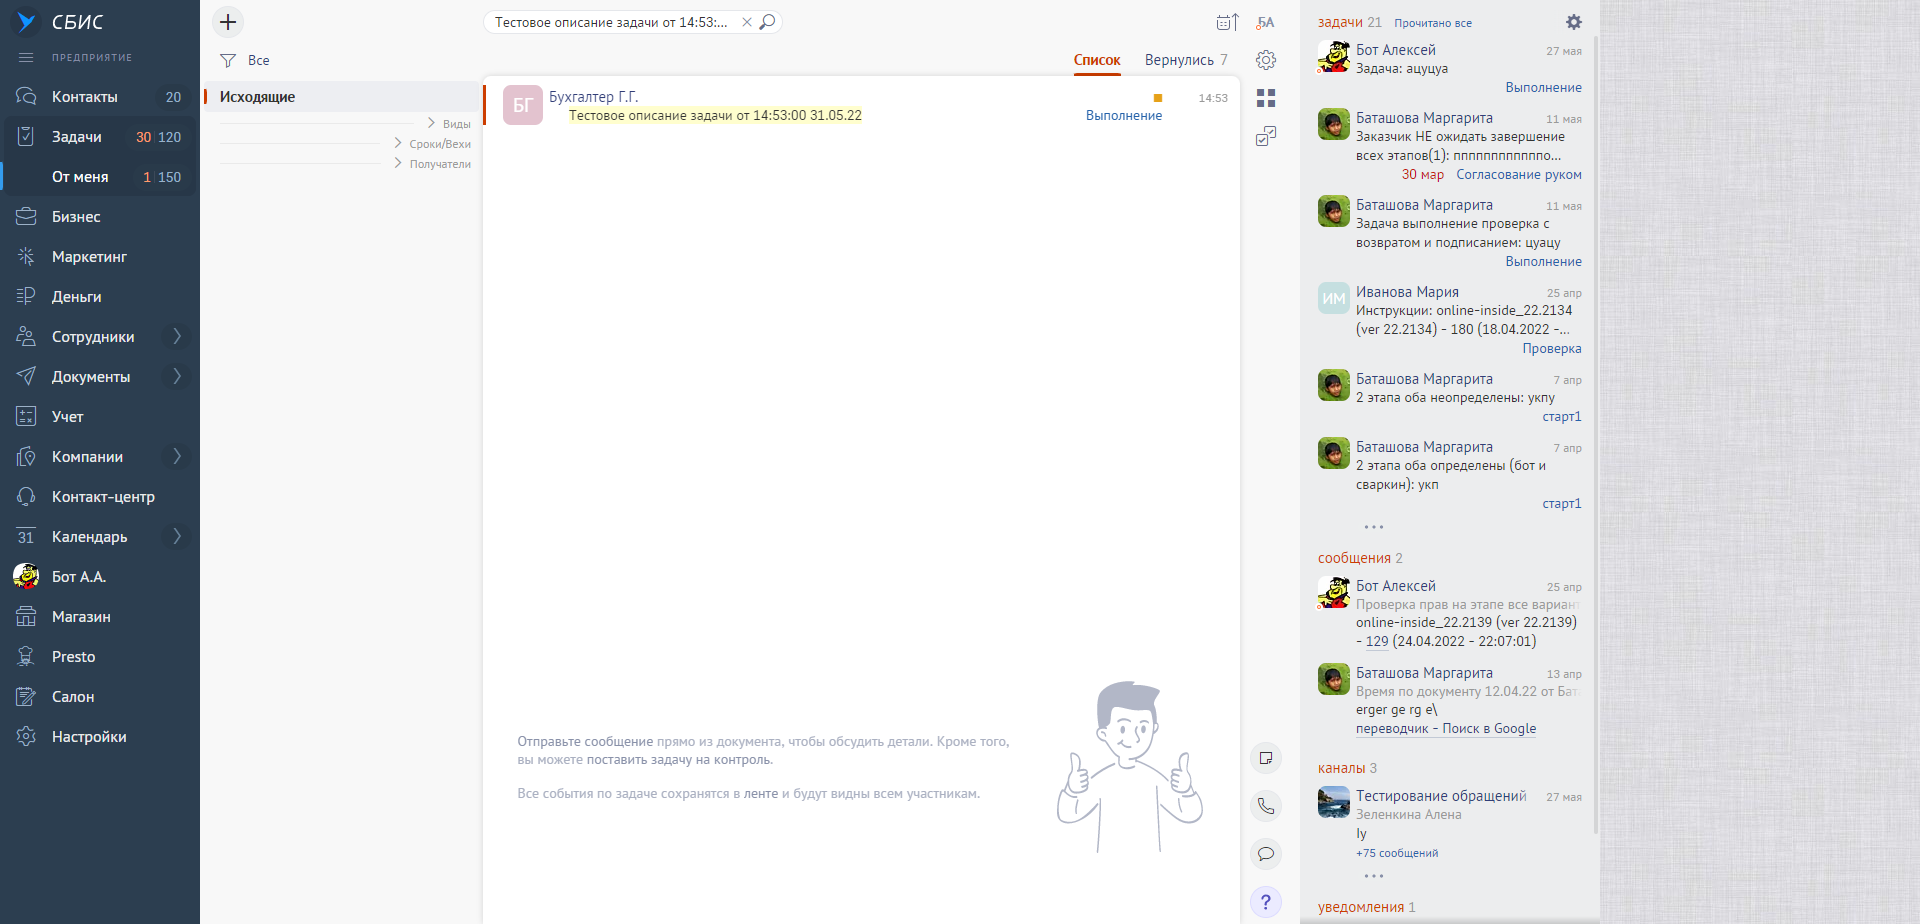 СБИС
ПРЕДПРИЯТИЕ
Контакты 20
Задачи 30 120
От меня 1 150
Бизнес
Маркетинг
Деньги
Сотрудники
Документы
Учет
Компании
Контакт-центр
31 Календарь
Бот А.А.
Магазин
Presto
Салон
Настройки
Тестовое описание задачи от 14:53:...
Все
Список Вернулись 7
Исходящие
Виды
Сроки/Вехи
Получатели
БГ
Бухгалтер Г.Г. 14:53
Тестовое описание задачи от 14:53:00 31.05.22 Выполнение
Отправьте сообщение прямо из документа, чтобы обсудить детали. Кроме того,
вы можете поставить задачу на контроль.
Все события по задаче сохранятся в ленте и будут видны всем участникам.
?
задачи 21 Прочитано все
Бот Алексей 27 мая
Задача: ацуцуа
Выполнение
Баташова Маргарита 11 мая
Заказчик НЕ ожидать завершение
всех этапов(1): пппппппппппо...
30 мар Согласование руком
Баташова Маргарита 11 мая
Задача выполнение проверка с
возвратом и подписанием: цуацу
Выполнение
ИМ
Иванова Мария 25 апр
Инструкции: online-inside_22.2134
(ver 22.2134) - 180 (18.04.2022 -...
Проверка
Баташова Маргарита 7 апр
2 этапа оба неопределены: укпу
старт1
Баташова Маргарита 7 апр
2 этапа оба определены (бот и
сваркин): укп
старт1
...
сообщения 2
Бот Алексей 25 апр
Проверка прав на этапе все вариант
online-inside_22.2139 (ver 22.2139)
- 129 (24.04.2022 - 22:07:01)
Баташова Маргарита 13 апр
Время по документу 12.04.22 от Бат
erger ge rg e\
переводчик - Поиск в Google
каналы 3
Тестирование обращений 27 мая
Зеленкина Алена
Iy
+75 сообщений
...
уведомления 1